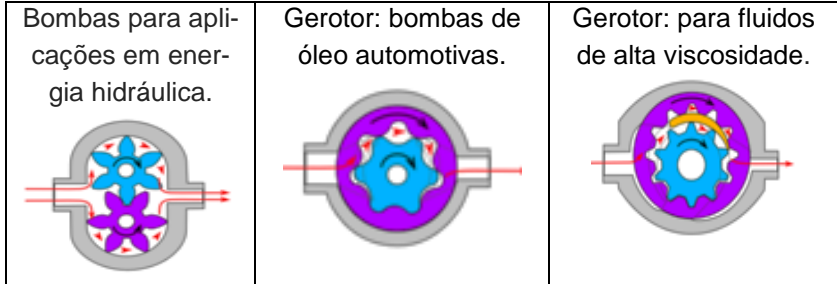 Bombas para apli-
cações em ener-
gia hidráulica.
Gerotor: bombas de
óleo automotivas.
Gerotor: para fluidos
de alta viscosidade.